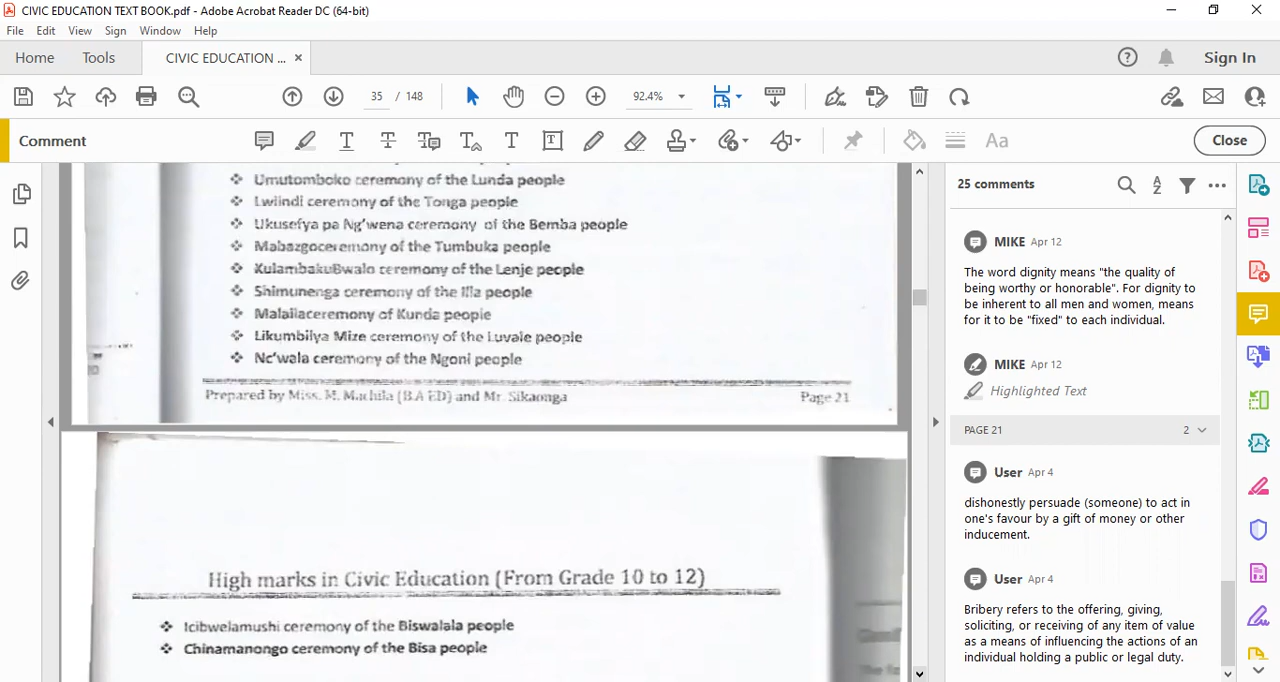 CIVIC EDUCATION TEXT BOOK.pdf - Adobe Acrobat Reader DC (64-bit)
File Edit View Sign Window Help
Home Tools CIVIC EDUCATION ... × Sign In
35 / 148 92.4%
Comment Close
Umutomboko ceremony of the Lunda people
Lwiindi ceremony of the Tonga people
Ukusefya pa Ng'wena ceremony of the Bemba people
Mabazgoceremony of the Tumbuka people
KulambakuBwalo ceremony of the Lenje people
Shimunenga ceremony of the Illa people
Malailaceremony of Kunda people
Likumbilya Mize ceremony of the Luvale people
Nc'wala ceremony of the Ngoni people
Prepared by Miss. M. Machila (B.A ED) and Mr. Sikaonga Page 21
High marks in Civic Education (From Grade 10 to 12)
Icibwelamushi ceremony of the Biswalala people
Chinamanongo ceremony of the Bisa people
25 comments
MIKE Apr 12
The word dignity means "the quality of
being worthy or honorable". For dignity to
be inherent to all men and women, means
for it to be "fixed" to each individual.
MIKE Apr 12
Highlighted Text
PAGE 21 2
User Apr 4
dishonestly persuade (someone) to act in
one's favour by a gift of money or other
inducement.
User Apr 4
Bribery refers to the offering, giving,
soliciting, or receiving of any item of value
as a means of influencing the actions of an
individual holding a public or legal duty.